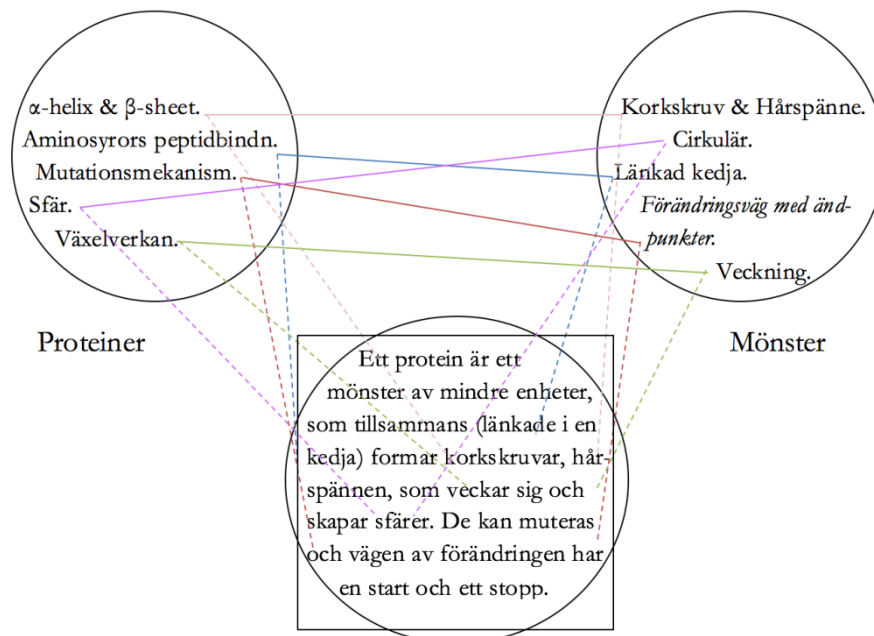 α-helix & β-sheet.
Aminosyrors peptidbindn.
Mutationsmekanism.
Sfär.
Växelverkan.
Proteiner
Korkskruv & Hårspänne.
Cirkulär.
Länkad kedja.
Förändringsväg med änd-
punkter.
Veckning.
Mönster
Ett protein är ett
mönster av mindre enheter,
som tillsammans (länkade i en
kedja) formar korkskruvar, hår-
spännen, som veckar sig och
skapar sfärer. De kan muteras
och vägen av förändringen har
en start och ett stopp.